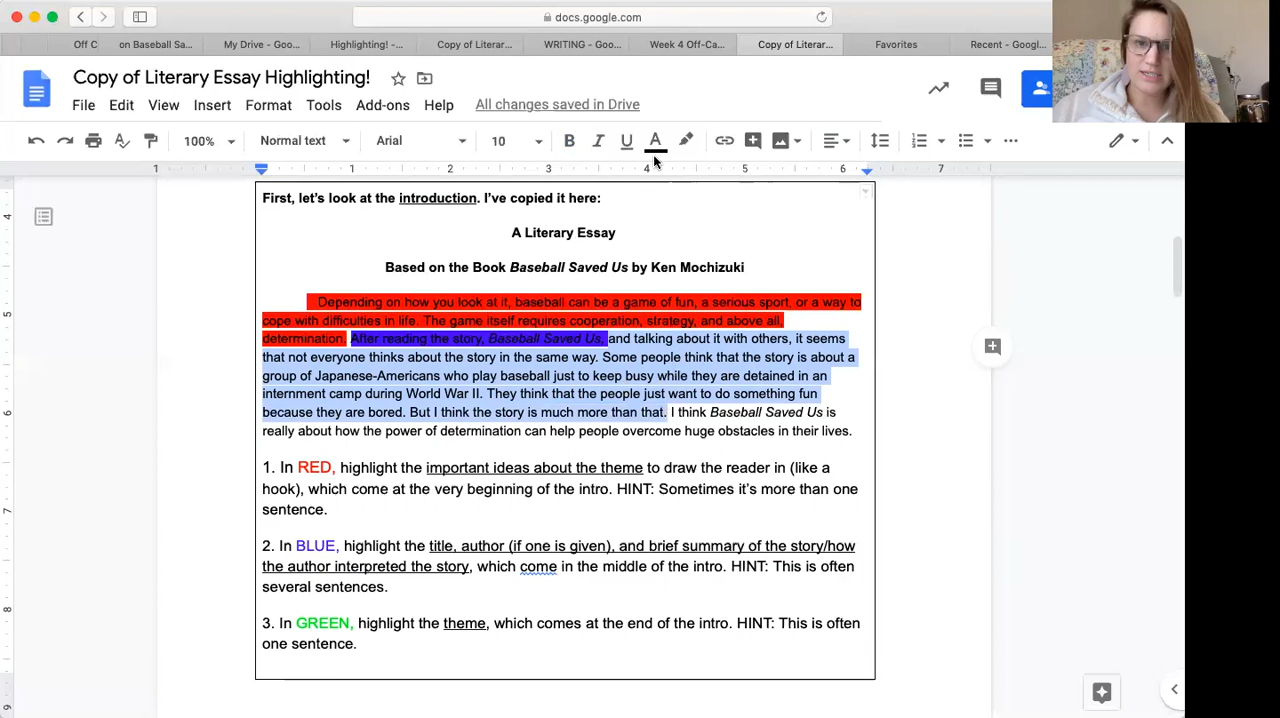 docs.google.com
Off C
on Baseball Sa...
My Drive - Goo...
Highlighting! -...
Copy of Literar...
WRITING - Goo...
Week 4 Off-Ca...
Copy of Literar...
Favorites
Recent - Googl...
Copy of Literary Essay Highlighting!
File Edit View Insert Format Tools Add-ons Help All changes saved in Drive
100% Normal text Arial 10 B I U A
1 1 2 3 4 5 6 7
4
5
6
7
8
9
First, let's look at the introduction. I've copied it here:
A Literary Essay
Based on the Book Baseball Saved Us by Ken Mochizuki
Depending on how you look at it, baseball can be a game of fun, a serious sport, or a way to
cope with difficulties in life. The game itself requires cooperation, strategy, and above all,
determination. After reading the story, Baseball Saved Us, and talking about it with others, it seems
that not everyone thinks about the story in the same way. Some people think that the story is about a
group of Japanese-Americans who play baseball just to keep busy while they are detained in an
internment camp during World War II. They think that the people just want to do something fun
because they are bored. But I think the story is much more than that. I think Baseball Saved Us is
really about how the power of determination can help people overcome huge obstacles in their lives.
1. In RED, highlight the important ideas about the theme to draw the reader in (like a
hook), which come at the very beginning of the intro. HINT: Sometimes it's more than one
sentence.
2. In BLUE, highlight the title, author (if one is given), and brief summary of the story/how
the author interpreted the story, which come in the middle of the intro. HINT: This is often
several sentences.
3. In GREEN, highlight the theme, which comes at the end of the intro. HINT: This is often
one sentence.